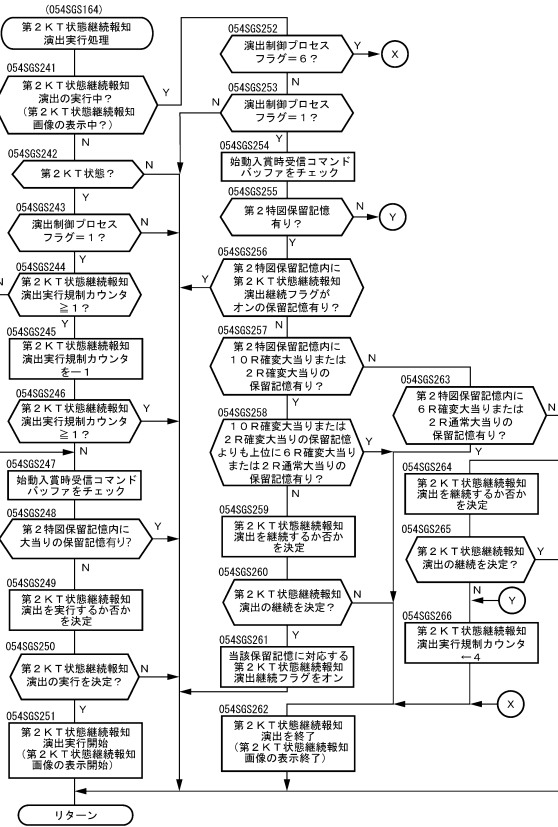 (054SGS164)
第２ＫＴ状態継続報知
演出実行処理
054SGS241
第２ＫＴ状態継続報知
演出の実行中？
(第２ＫＴ状態継続報知
画像の表示中？)
Y
N
054SGS242
第２ＫＴ状態？
N
Y
054SGS243
演出制御プロセス
フラグ＝１？
N
Y
054SGS244
第２ＫＴ状態継続報知
演出実行規制カウンタ
≧１？
N
Y
054SGS245
第２ＫＴ状態継続報知
演出実行規制カウンタ
を－１
054SGS246
第２ＫＴ状態継続報知
演出実行規制カウンタ
≧１？
Y
N
054SGS247
始動入賞時受信コマンド
バッファをチェック
054SGS248
第２特図保留記憶内に
大当りの保留記憶有り？
Y
N
054SGS249
第２ＫＴ状態継続報知
演出を実行するか否か
を決定
054SGS250
第２ＫＴ状態継続報知
演出の実行を決定？
N
Y
054SGS251
第２ＫＴ状態継続報知
演出実行開始
(第２ＫＴ状態継続報知
画像の表示開始)
リターン
054SGS252
演出制御プロセス
フラグ＝６？
Y
X
N
054SGS253
演出制御プロセス
フラグ＝１？
N
Y
054SGS254
始動入賞時受信コマンド
バッファをチェック
054SGS255
第２特図保留記憶
有り？
N
Y
Y
054SGS256
第２特図保留記憶内に
第２ＫＴ状態継続報知
演出継続フラグが
オンの保留記憶有り？
Y
N
054SGS257
第２特図保留記憶内に
１０Ｒ確変大当りまたは
２Ｒ確変大当りの
保留記憶有り？
N
Y
054SGS258
１０Ｒ確変大当りまたは
２Ｒ確変大当りの保留記憶
よりも上位に６Ｒ確変大当り
または２Ｒ通常大当りの
保留記憶有り？
Y
N
054SGS259
第２ＫＴ状態継続報知
演出を継続するか否か
を決定
054SGS260
第２ＫＴ状態継続報知
演出の継続を決定？
N
Y
054SGS261
当該保留記憶に対応する
第２ＫＴ状態継続報知
演出継続フラグをオン
054SGS262
第２ＫＴ状態継続報知
演出を終了
(第２ＫＴ状態継続報知
画像の表示終了)
054SGS263
第２特図保留記憶内に
６Ｒ確変大当りまたは
２Ｒ通常大当りの
保留記憶有り？
N
Y
054SGS264
第２ＫＴ状態継続報知
演出を継続するか否か
を決定
054SGS265
第２ＫＴ状態継続報知
演出の継続を決定？
Y
N
Y
054SGS266
第２ＫＴ状態継続報知
演出実行規制カウンタ
←４
X